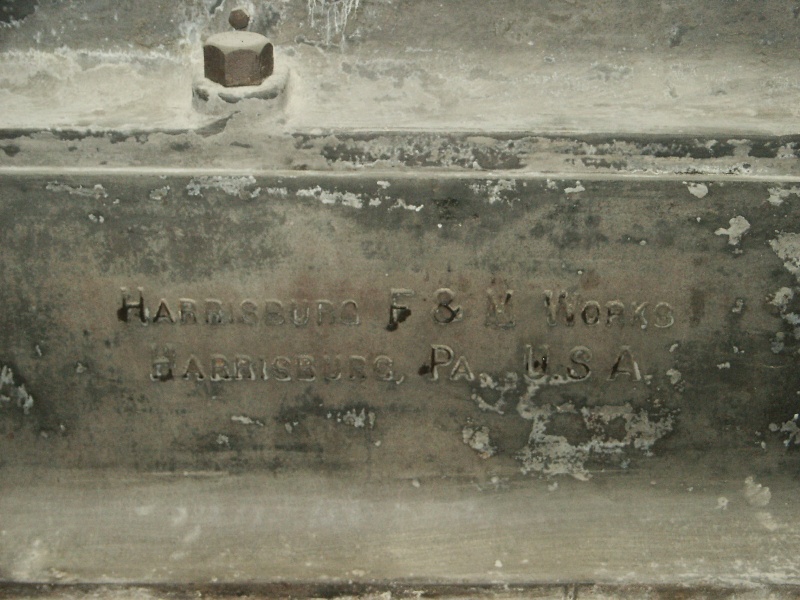 HARRISBURG F & M WORKS
HARRISBURG, PA. U.S.A.